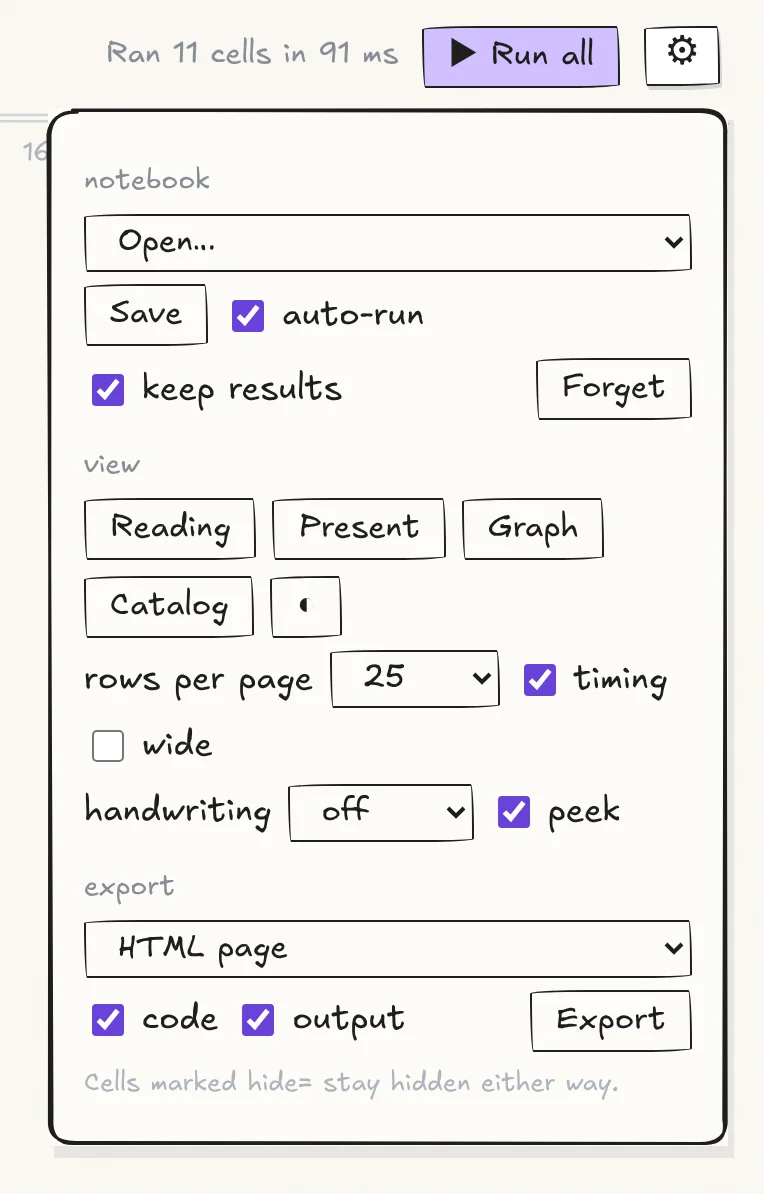 Ran 11 cells in 91 ms ▶ Run all ⚙
16
notebook
Open...
Save auto-run
keep results Forget
view
Reading Present Graph
Catalog
rows per page 25 timing
wide
handwriting off peek
export
HTML page
code output Export
Cells marked hide= stay hidden either way.